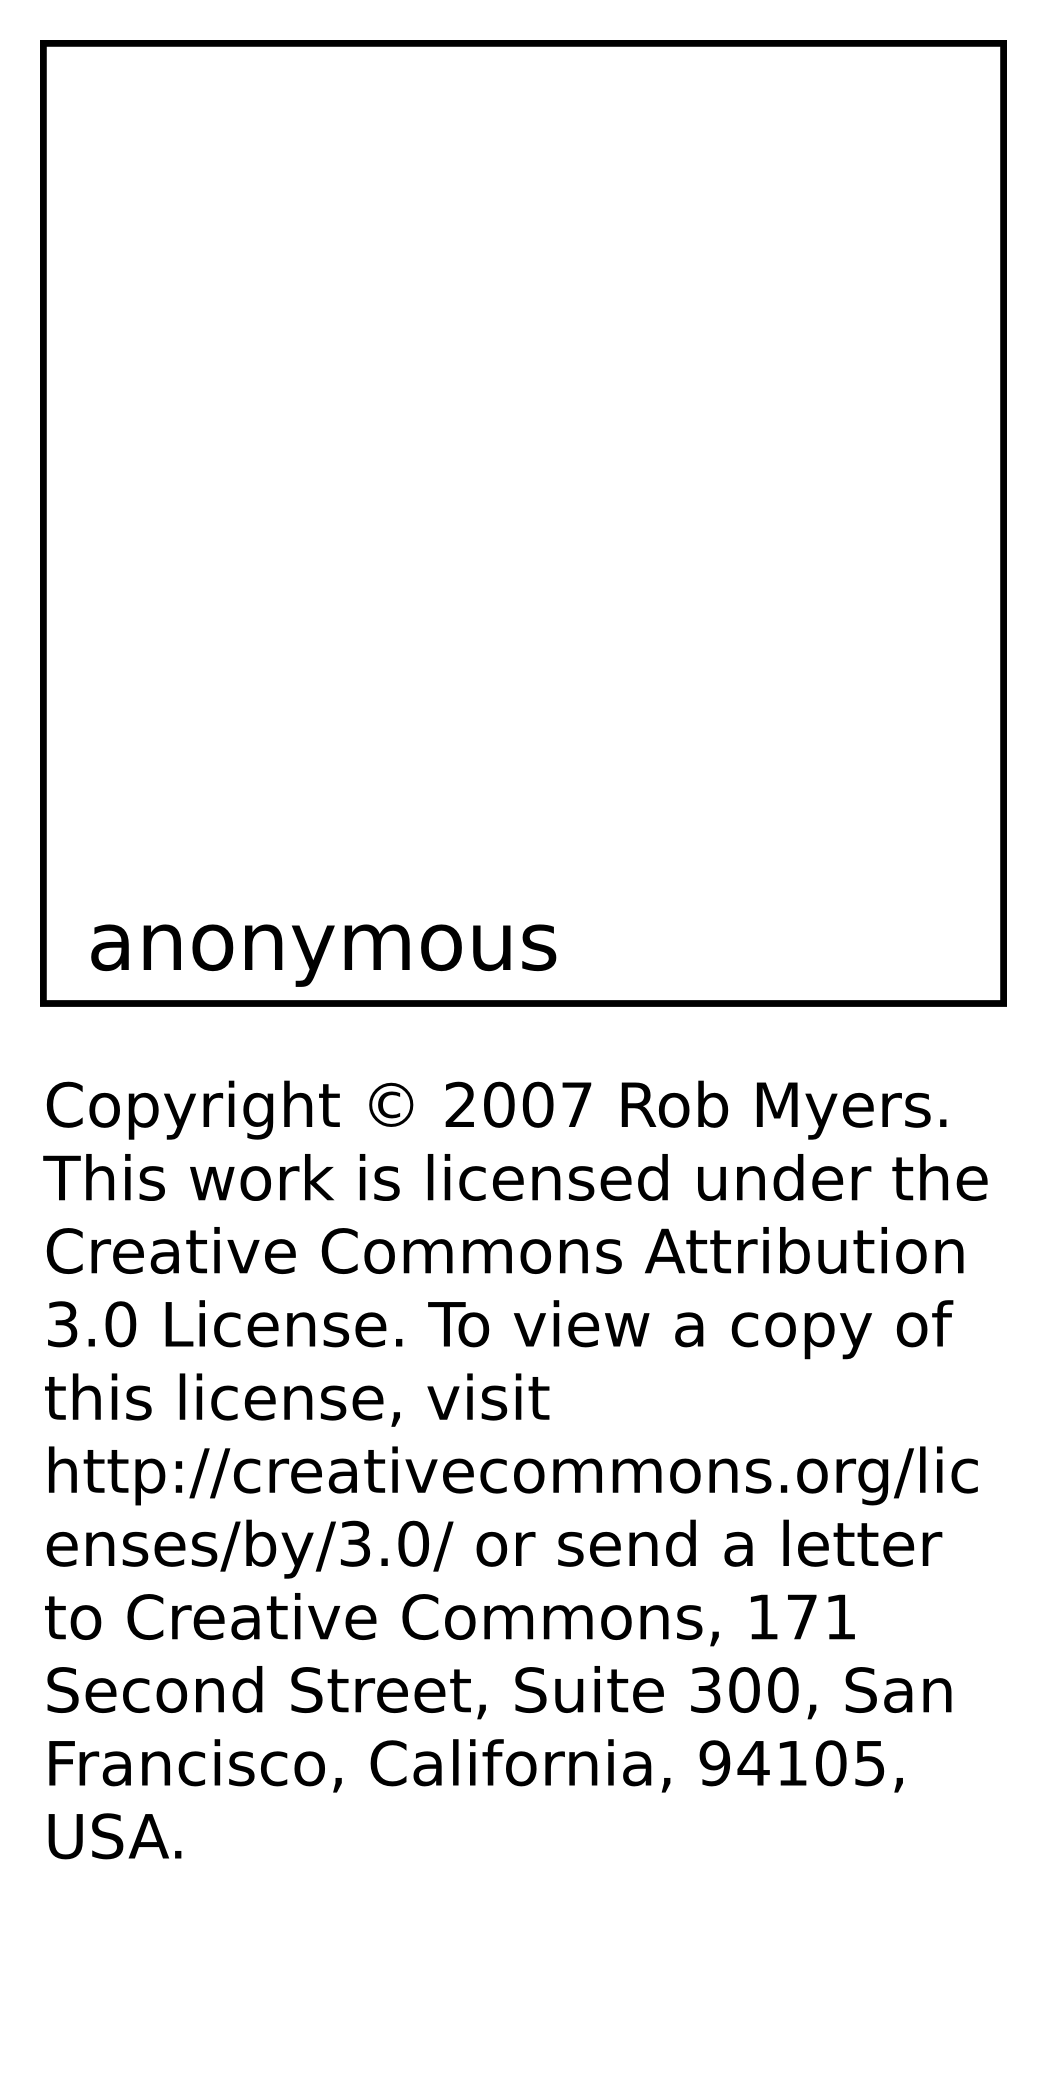 anonymous
Copyright © 2007 Rob Myers.
This work is licensed under the
Creative Commons Attribution
3.0 License. To view a copy of
this license, visit
http://creativecommons.org/lic
enses/by/3.0/ or send a letter
to Creative Commons, 171
Second Street, Suite 300, San
Francisco, California, 94105,
USA.